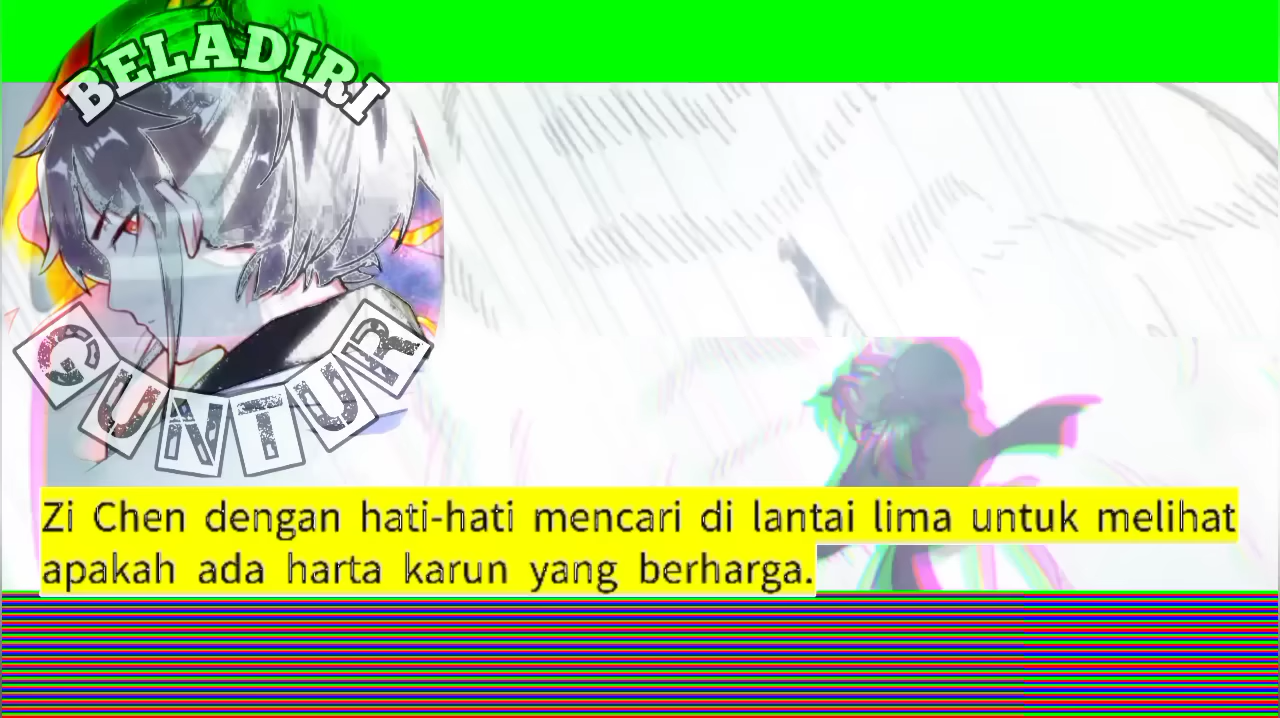 BELADIRI
GUNTUR
Zi Chen dengan hati-hati mencari di lantai lima untuk melihat
apakah ada harta karun yang berharga.